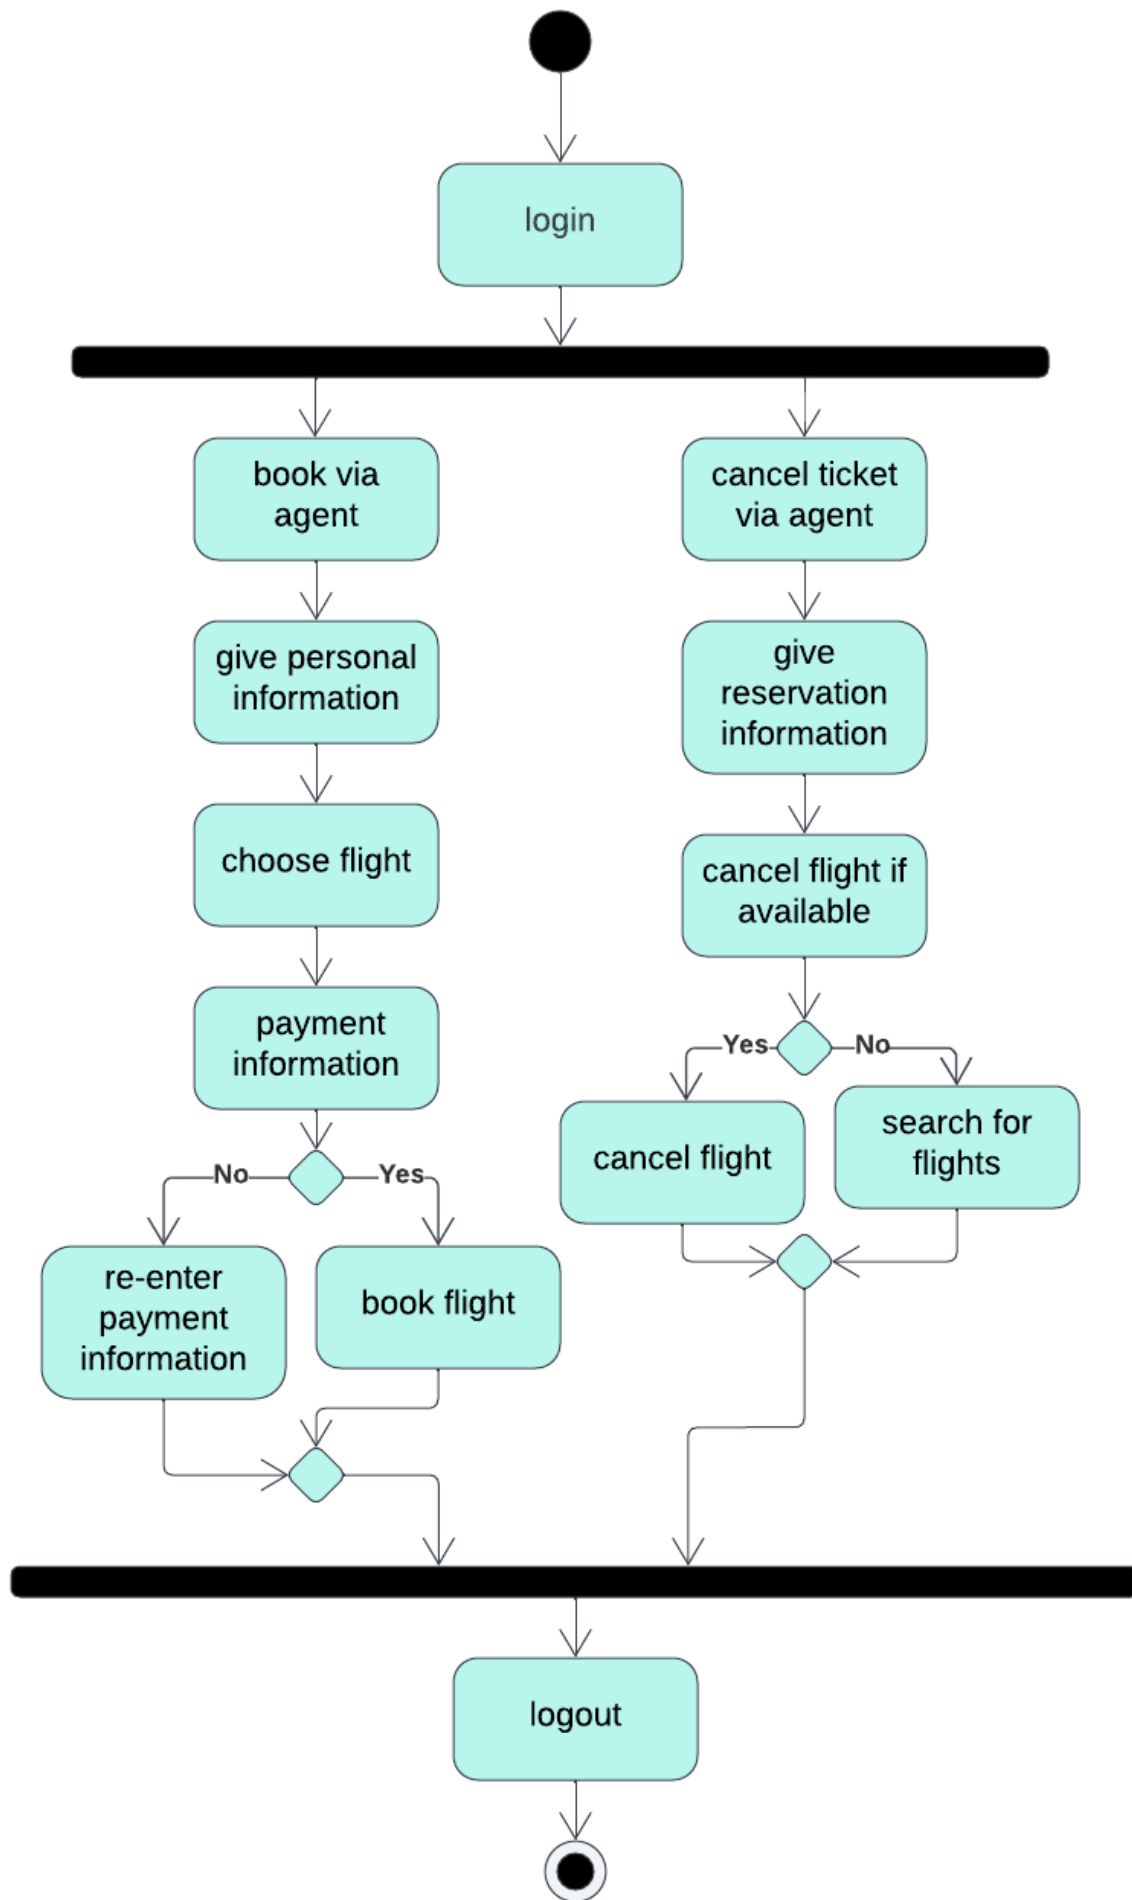 login
book via
agent
cancel ticket
via agent
give personal
information
give
reservation
information
choose flight
cancel flight if
available
payment
information
Yes
No
No
Yes
cancel flight
search for
flights
re-enter
payment
information
book flight
logout